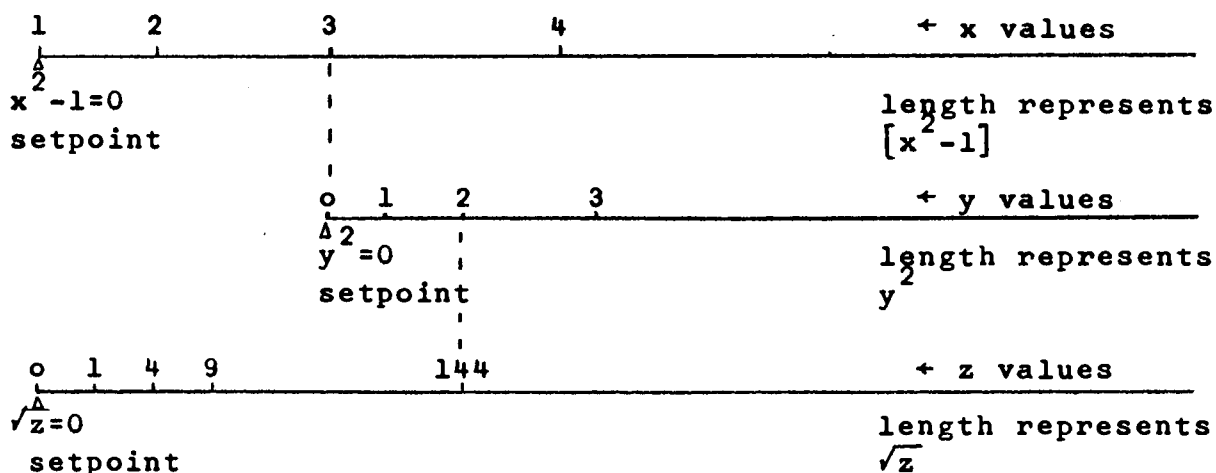 1 2 3 4 ← x values
x²-1=0
setpoint
length represents
[x²-1]
o 1 2 3 ← y values
y²=0
setpoint
length represents
y²
o 1 4 9 144 ← z values
√z=0
setpoint
length represents
√z